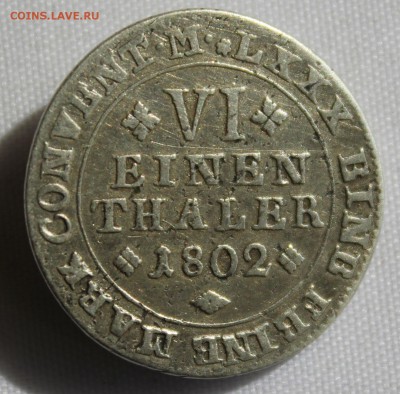 COINS.LAVE.RU
LXXX EINE FEINE MARK CONVENT·M·
VI
EINEN
THALER
1802